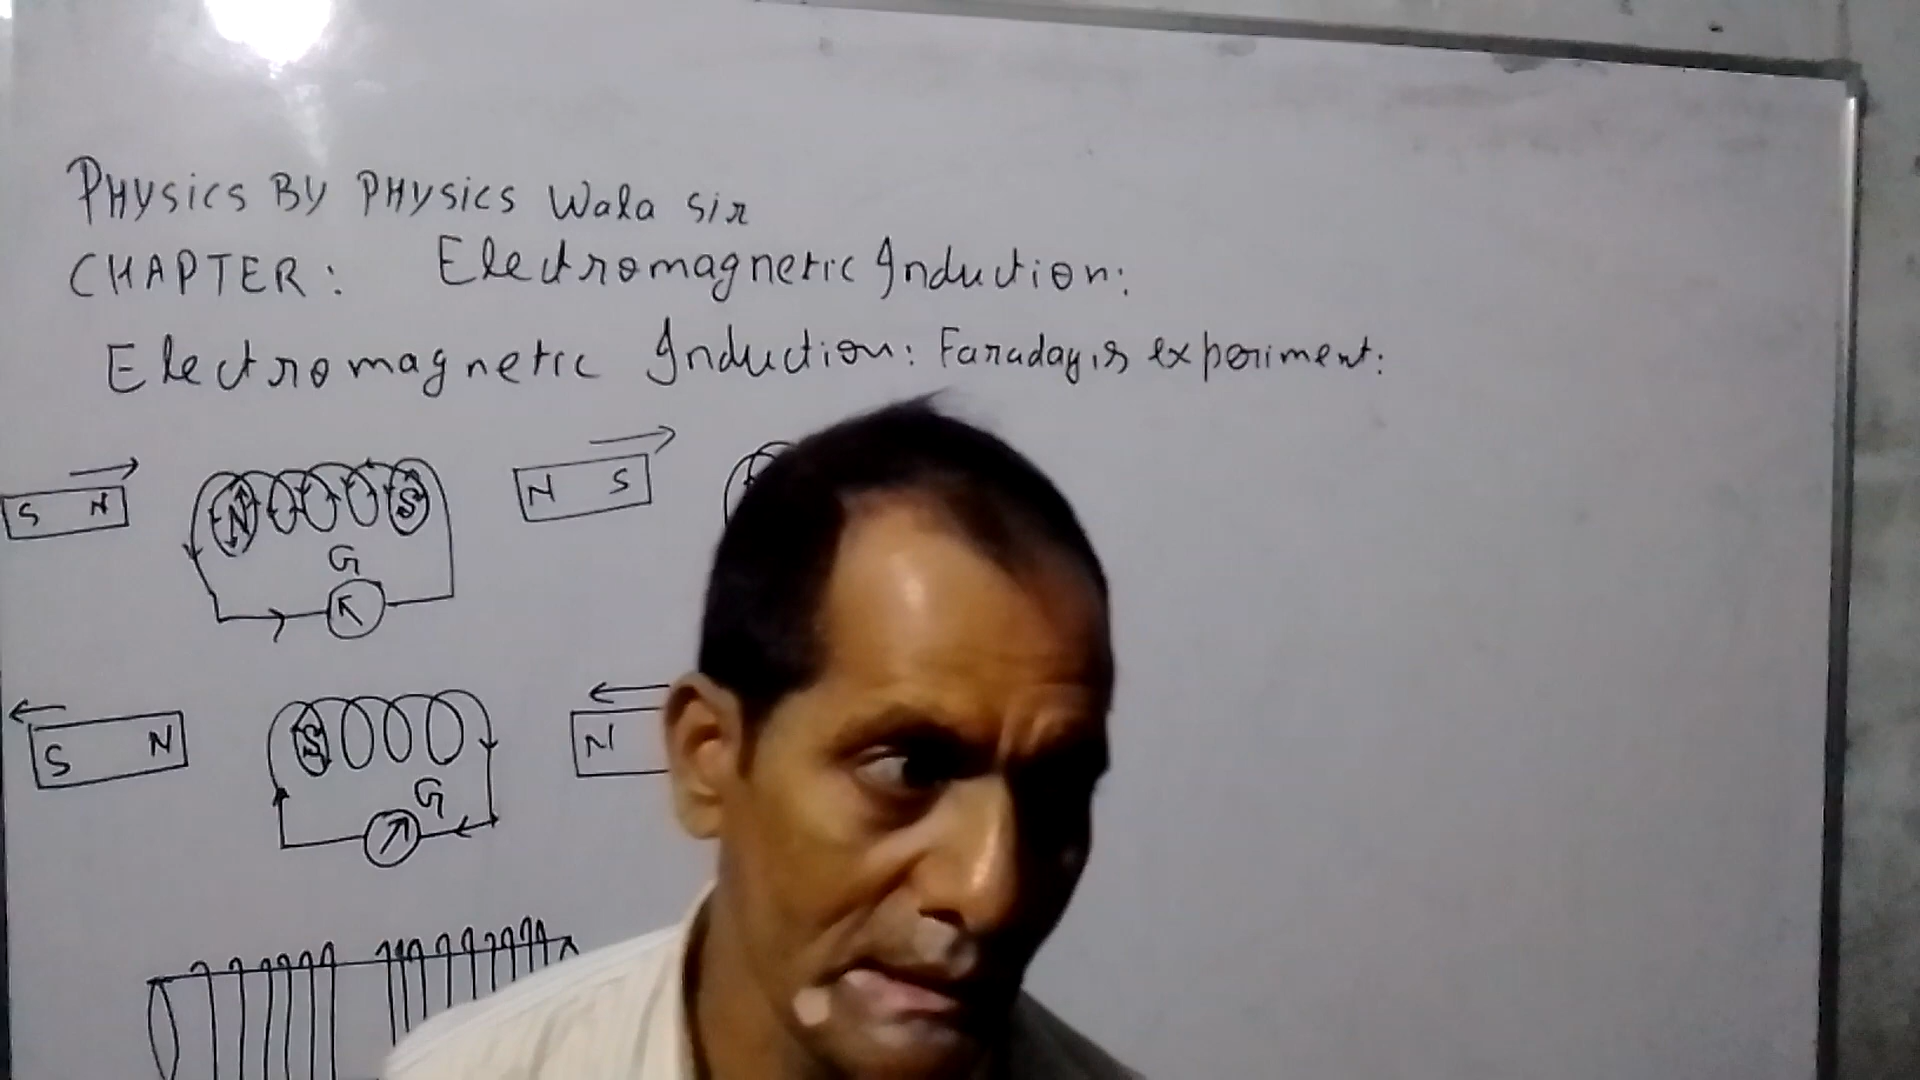 PHYSICS BY PHYSICS Wala Sir
CHAPTER: Electromagnetic Induction:
Electromagnetic Induction: Faraday's experiment:
S N
N
S
G
N S
S N
S
G
N